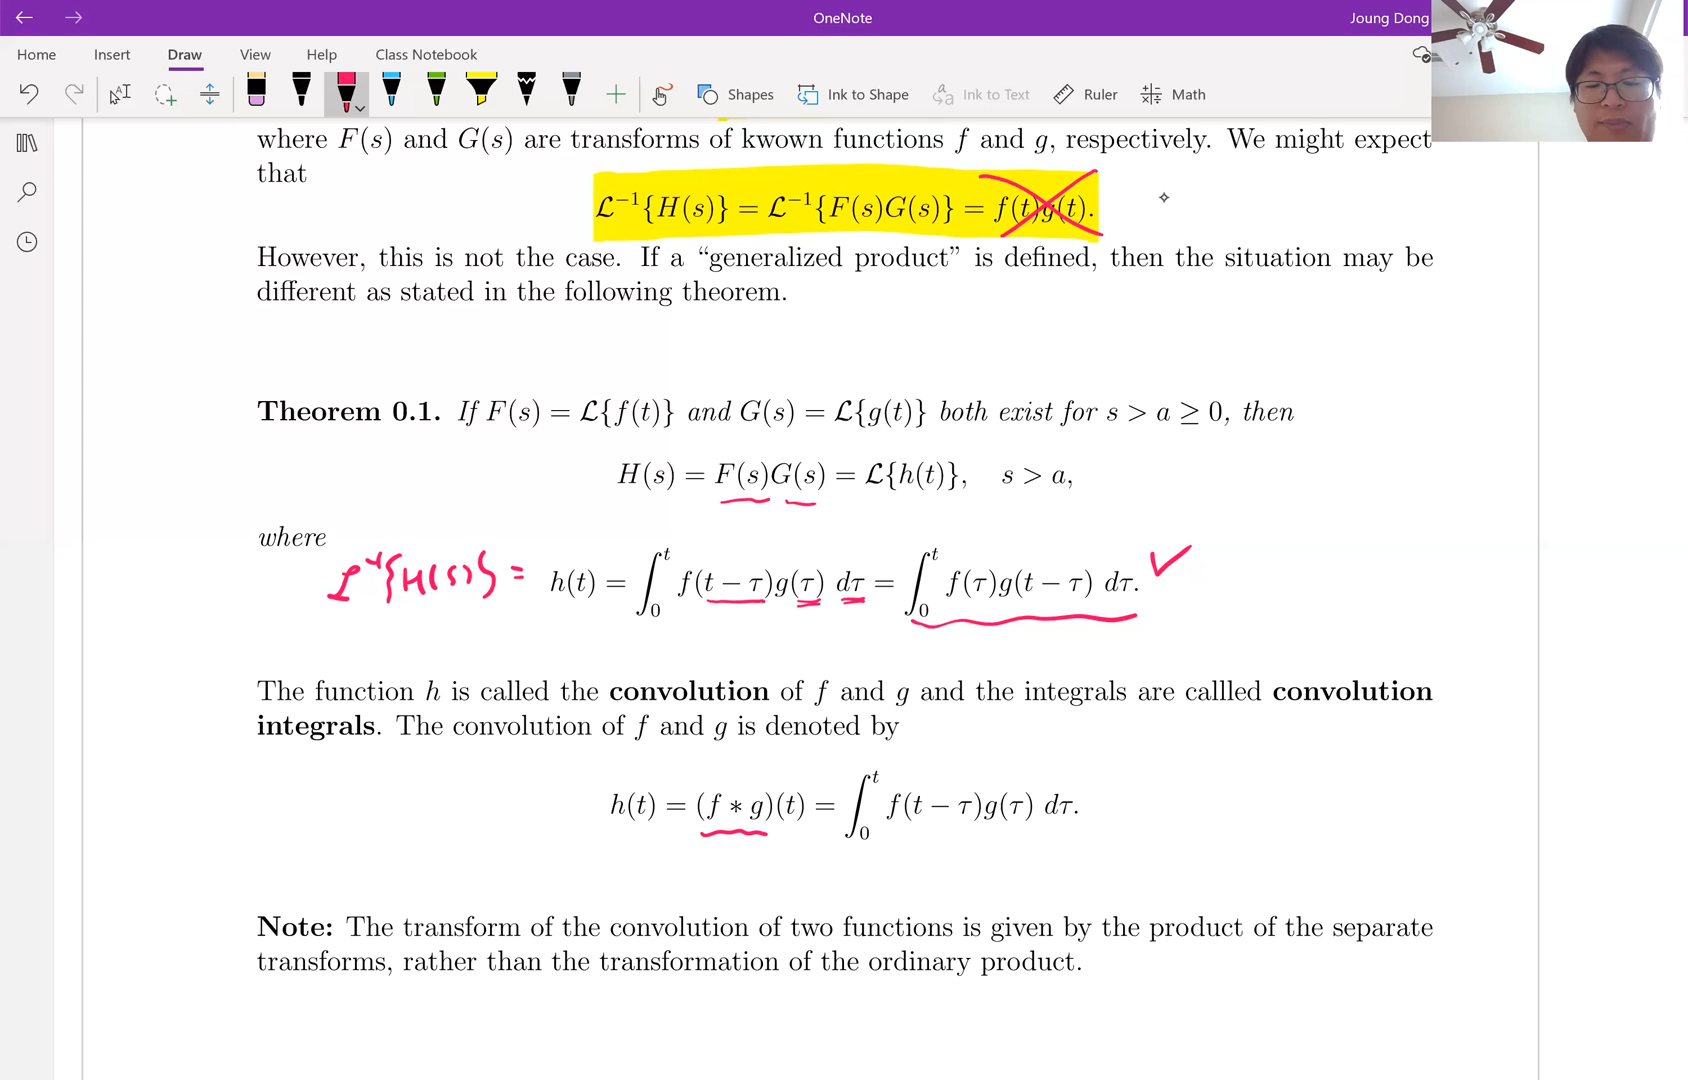 OneNote
Joung Dong
Home Insert Draw View Help Class Notebook
Shapes Ink to Shape Ink to Text Ruler Math
where F(s) and G(s) are transforms of kwown functions f and g, respectively. We might expect
that
ℒ⁻¹{H(s)} = ℒ⁻¹{F(s)G(s)} = f(t)g(t).
However, this is not the case. If a “generalized product” is defined, then the situation may be
different as stated in the following theorem.
Theorem 0.1. If F(s) = ℒ{f(t)} and G(s) = ℒ{g(t)} both exist for s > a ≥ 0, then
H(s) = F(s)G(s) = ℒ{h(t)}, s > a,
where
ℒ⁻¹{H(s)} = h(t) = ∫₀ᵗ f(t − τ)g(τ) dτ = ∫₀ᵗ f(τ)g(t − τ) dτ.
The function h is called the convolution of f and g and the integrals are callled convolution
integrals. The convolution of f and g is denoted by
h(t) = (f ∗ g)(t) = ∫₀ᵗ f(t − τ)g(τ) dτ.
Note: The transform of the convolution of two functions is given by the product of the separate
transforms, rather than the transformation of the ordinary product.